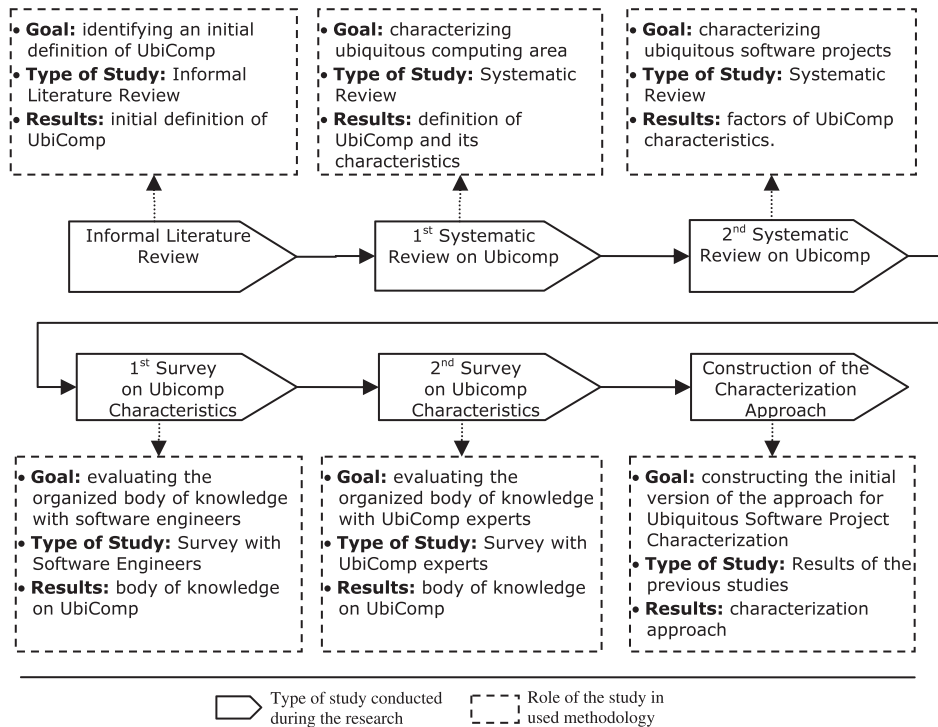 • Goal: identifying an initial
definition of UbiComp
• Type of Study: Informal
Literature Review
• Results: initial definition of
UbiComp
• Goal: characterizing
ubiquitous computing area
• Type of Study: Systematic
Review
• Results: definition of
UbiComp and its
characteristics
• Goal: characterizing
ubiquitous software projects
• Type of Study: Systematic
Review
• Results: factors of UbiComp
characteristics.
Informal Literature
Review
1st Systematic
Review on Ubicomp
2nd Systematic
Review on Ubicomp
1st Survey
on Ubicomp
Characteristics
2nd Survey
on Ubicomp
Characteristics
Construction of the
Characterization
Approach
• Goal: evaluating the
organized body of knowledge
with software engineers
• Type of Study: Survey with
Software Engineers
• Results: body of knowledge
on UbiComp
• Goal: evaluating the
organized body of knowledge
with UbiComp experts
• Type of Study: Survey with
UbiComp experts
• Results: body of knowledge
on UbiComp
• Goal: constructing the initial
version of the approach for
Ubiquitous Software Project
Characterization
• Type of Study: Results of the
previous studies
• Results: characterization
approach
Type of study conducted
during the research
Role of the study in
used methodology